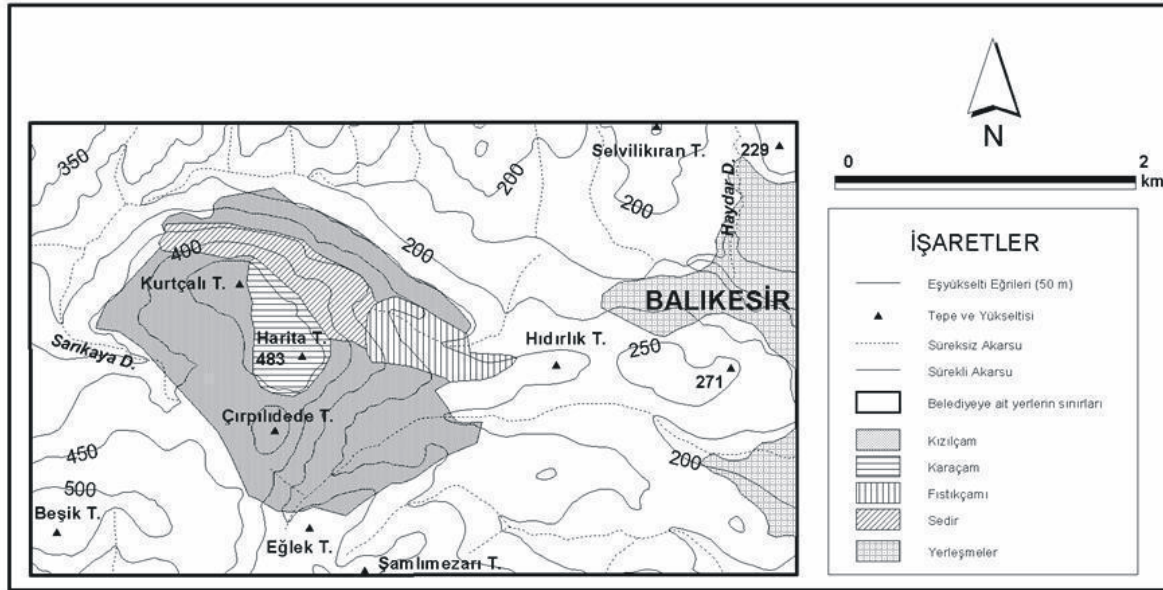 N
0 2
km
350
200
200
Selvilikıran T.
229
Haydar D.
400
200
Kurtçalı T.
BALIKESİR
Harita T.
483
Sarıkaya D.
Hıdırlık T.
250
271
Çırpılıdede T.
450
200
500
Beşik T.
Eğlek T.
Şamlımezarı T.
İŞARETLER
Eşyükselti Eğrileri (50 m)
Tepe ve Yükseltisi
Süreksiz Akarsu
Sürekli Akarsu
Belediyeye ait yerlerin sınırları
Kızılçam
Karaçam
Fıstıkçamı
Sedir
Yerleşmeler